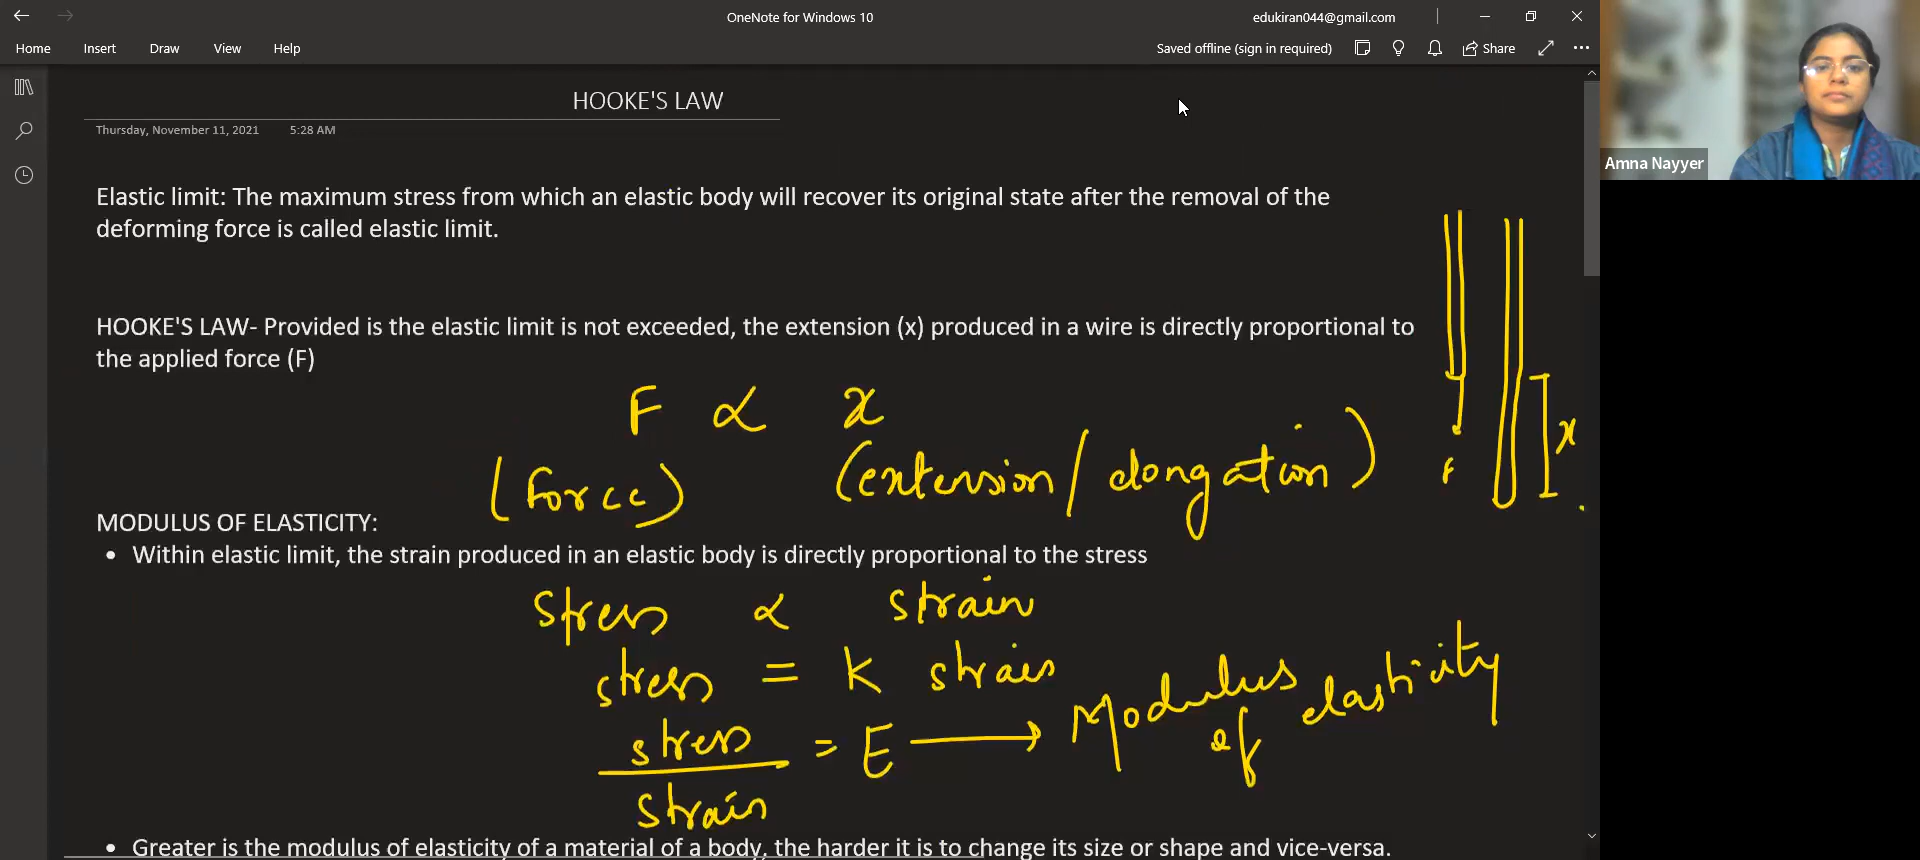 OneNote for Windows 10
edukiran044@gmail.com
Home Insert Draw View Help
Saved offline (sign in required) Share
HOOKE'S LAW
Thursday, November 11, 2021 5:28 AM
Amna Nayyer
Elastic limit: The maximum stress from which an elastic body will recover its original state after the removal of the
deforming force is called elastic limit.
HOOKE'S LAW- Provided is the elastic limit is not exceeded, the extension (x) produced in a wire is directly proportional to
the applied force (F)
F ∝ x
(Force) (extension/elongation)
F
x
MODULUS OF ELASTICITY:
• Within elastic limit, the strain produced in an elastic body is directly proportional to the stress
stress ∝ strain
stress = K strain
stress
strain
= E → Modulus of elasticity
• Greater is the modulus of elasticity of a material of a body, the harder it is to change its size or shape and vice-versa.